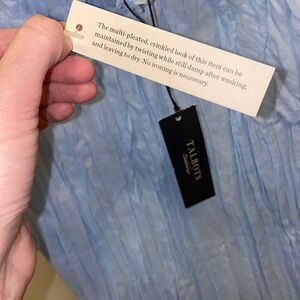 The multi-pleated, crinkled look of this item can be
maintained by twisting while still damp after washing,
and leaving to dry. No ironing is necessary.
TALBOTS